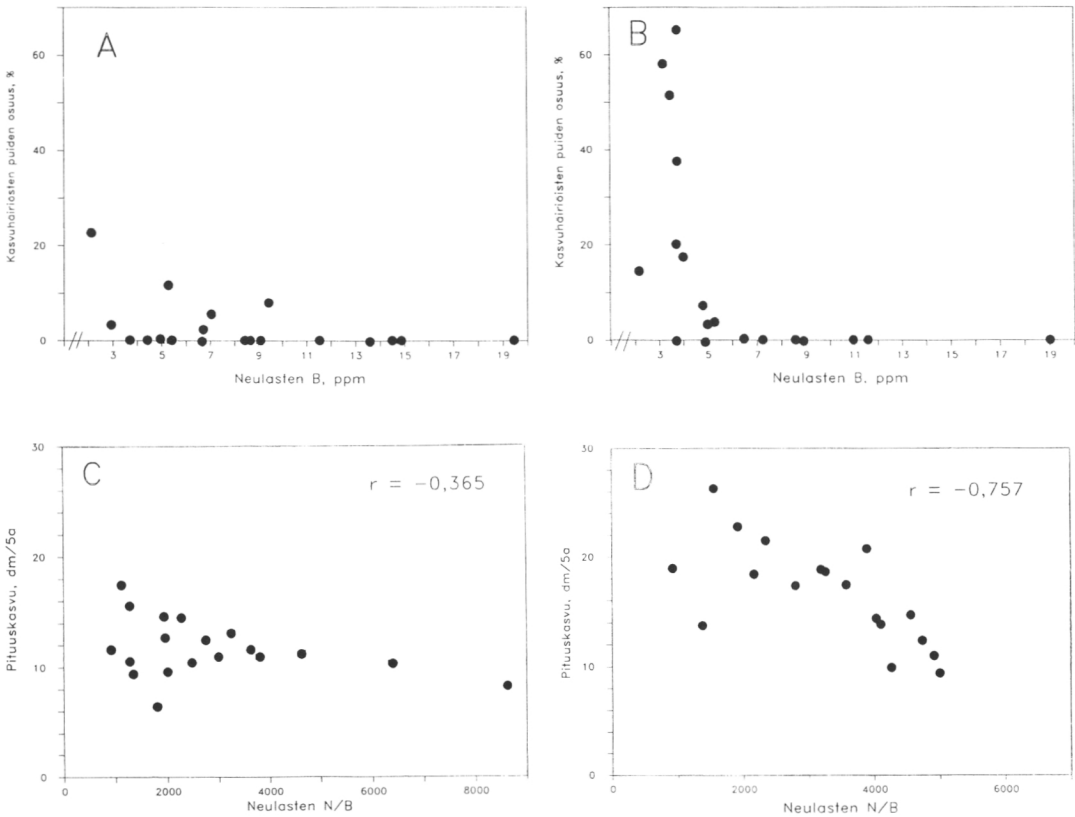 A
Kasvuhäiriösten puiden osuus, %
60
40
20
0
3 5 7 9 11 13 15 17 19
Neulasten B, ppm
B
Kasvuhäiriöisten puiden osuus, %
60
40
20
0
3 5 7 9 11 13 15 17 19
Neulasten B, ppm
C
r = -0,365
Pituuskasvu, dm/5a
30
20
10
0
0 2000 4000 6000 8000
Neulasten N/B
D
r = -0,757
Pituuskasvu, dm/5a
30
20
10
0
0 2000 4000 6000
Neulasten N/B